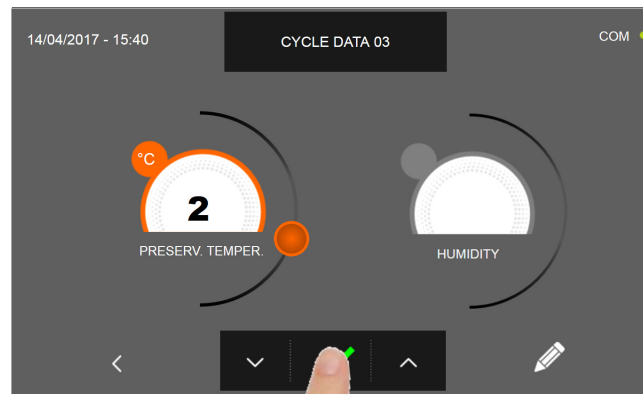 14/04/2017 - 15:40
CYCLE DATA 03
COM
°C
2
PRESERV. TEMPER.
HUMIDITY